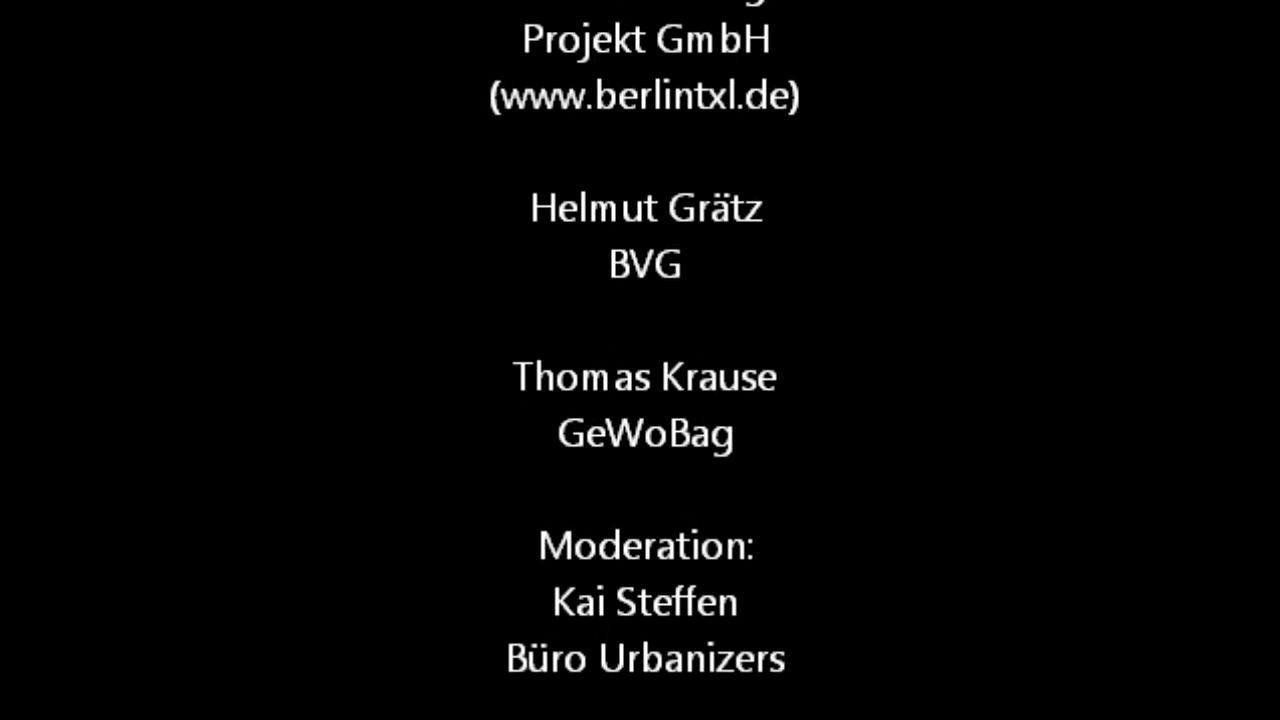 Projekt GmbH
(www.berlintxl.de)
Helmut Grätz
BVG
Thomas Krause
GeWoBag
Moderation:
Kai Steffen
Büro Urbanizers